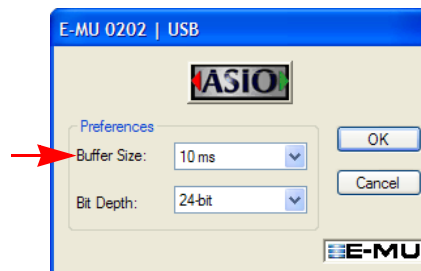 E-MU 0202 | USB
ASIO
Preferences
Buffer Size: 10 ms
OK
Bit Depth: 24-bit
Cancel
E-MU